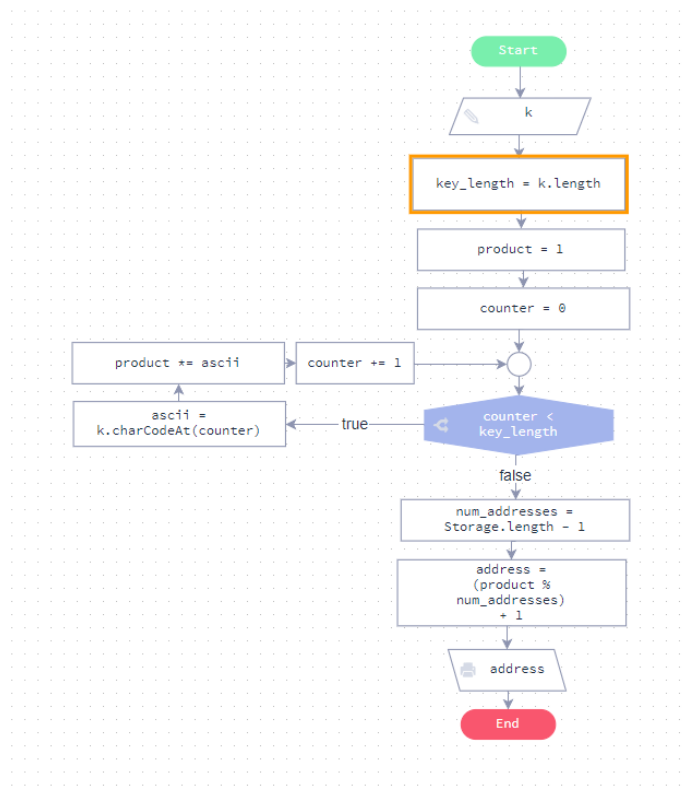 Start
k
key_length = k.length
product = 1
counter = 0
product *= ascii
counter += 1
ascii =
k.charCodeAt(counter)
true
counter <
key_length
false
num_addresses =
Storage.length - 1
address =
(product %
num_addresses)
+ 1
address
End